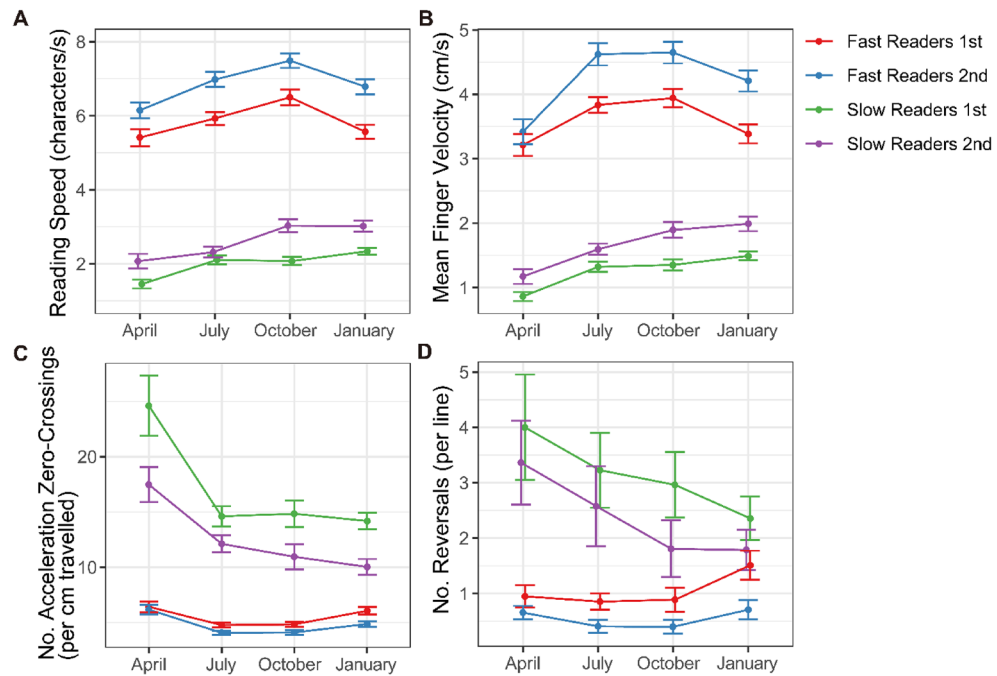 A
Reading Speed (characters/s)
8
6
4
2
April July October January
B
Mean Finger Velocity (cm/s)
5
4
3
2
1
April July October January
Fast Readers 1st
Fast Readers 2nd
Slow Readers 1st
Slow Readers 2nd
C
No. Acceleration Zero-Crossings
(per cm travelled)
20
10
April July October January
D
No. Reversals (per line)
5
4
3
2
1
April July October January